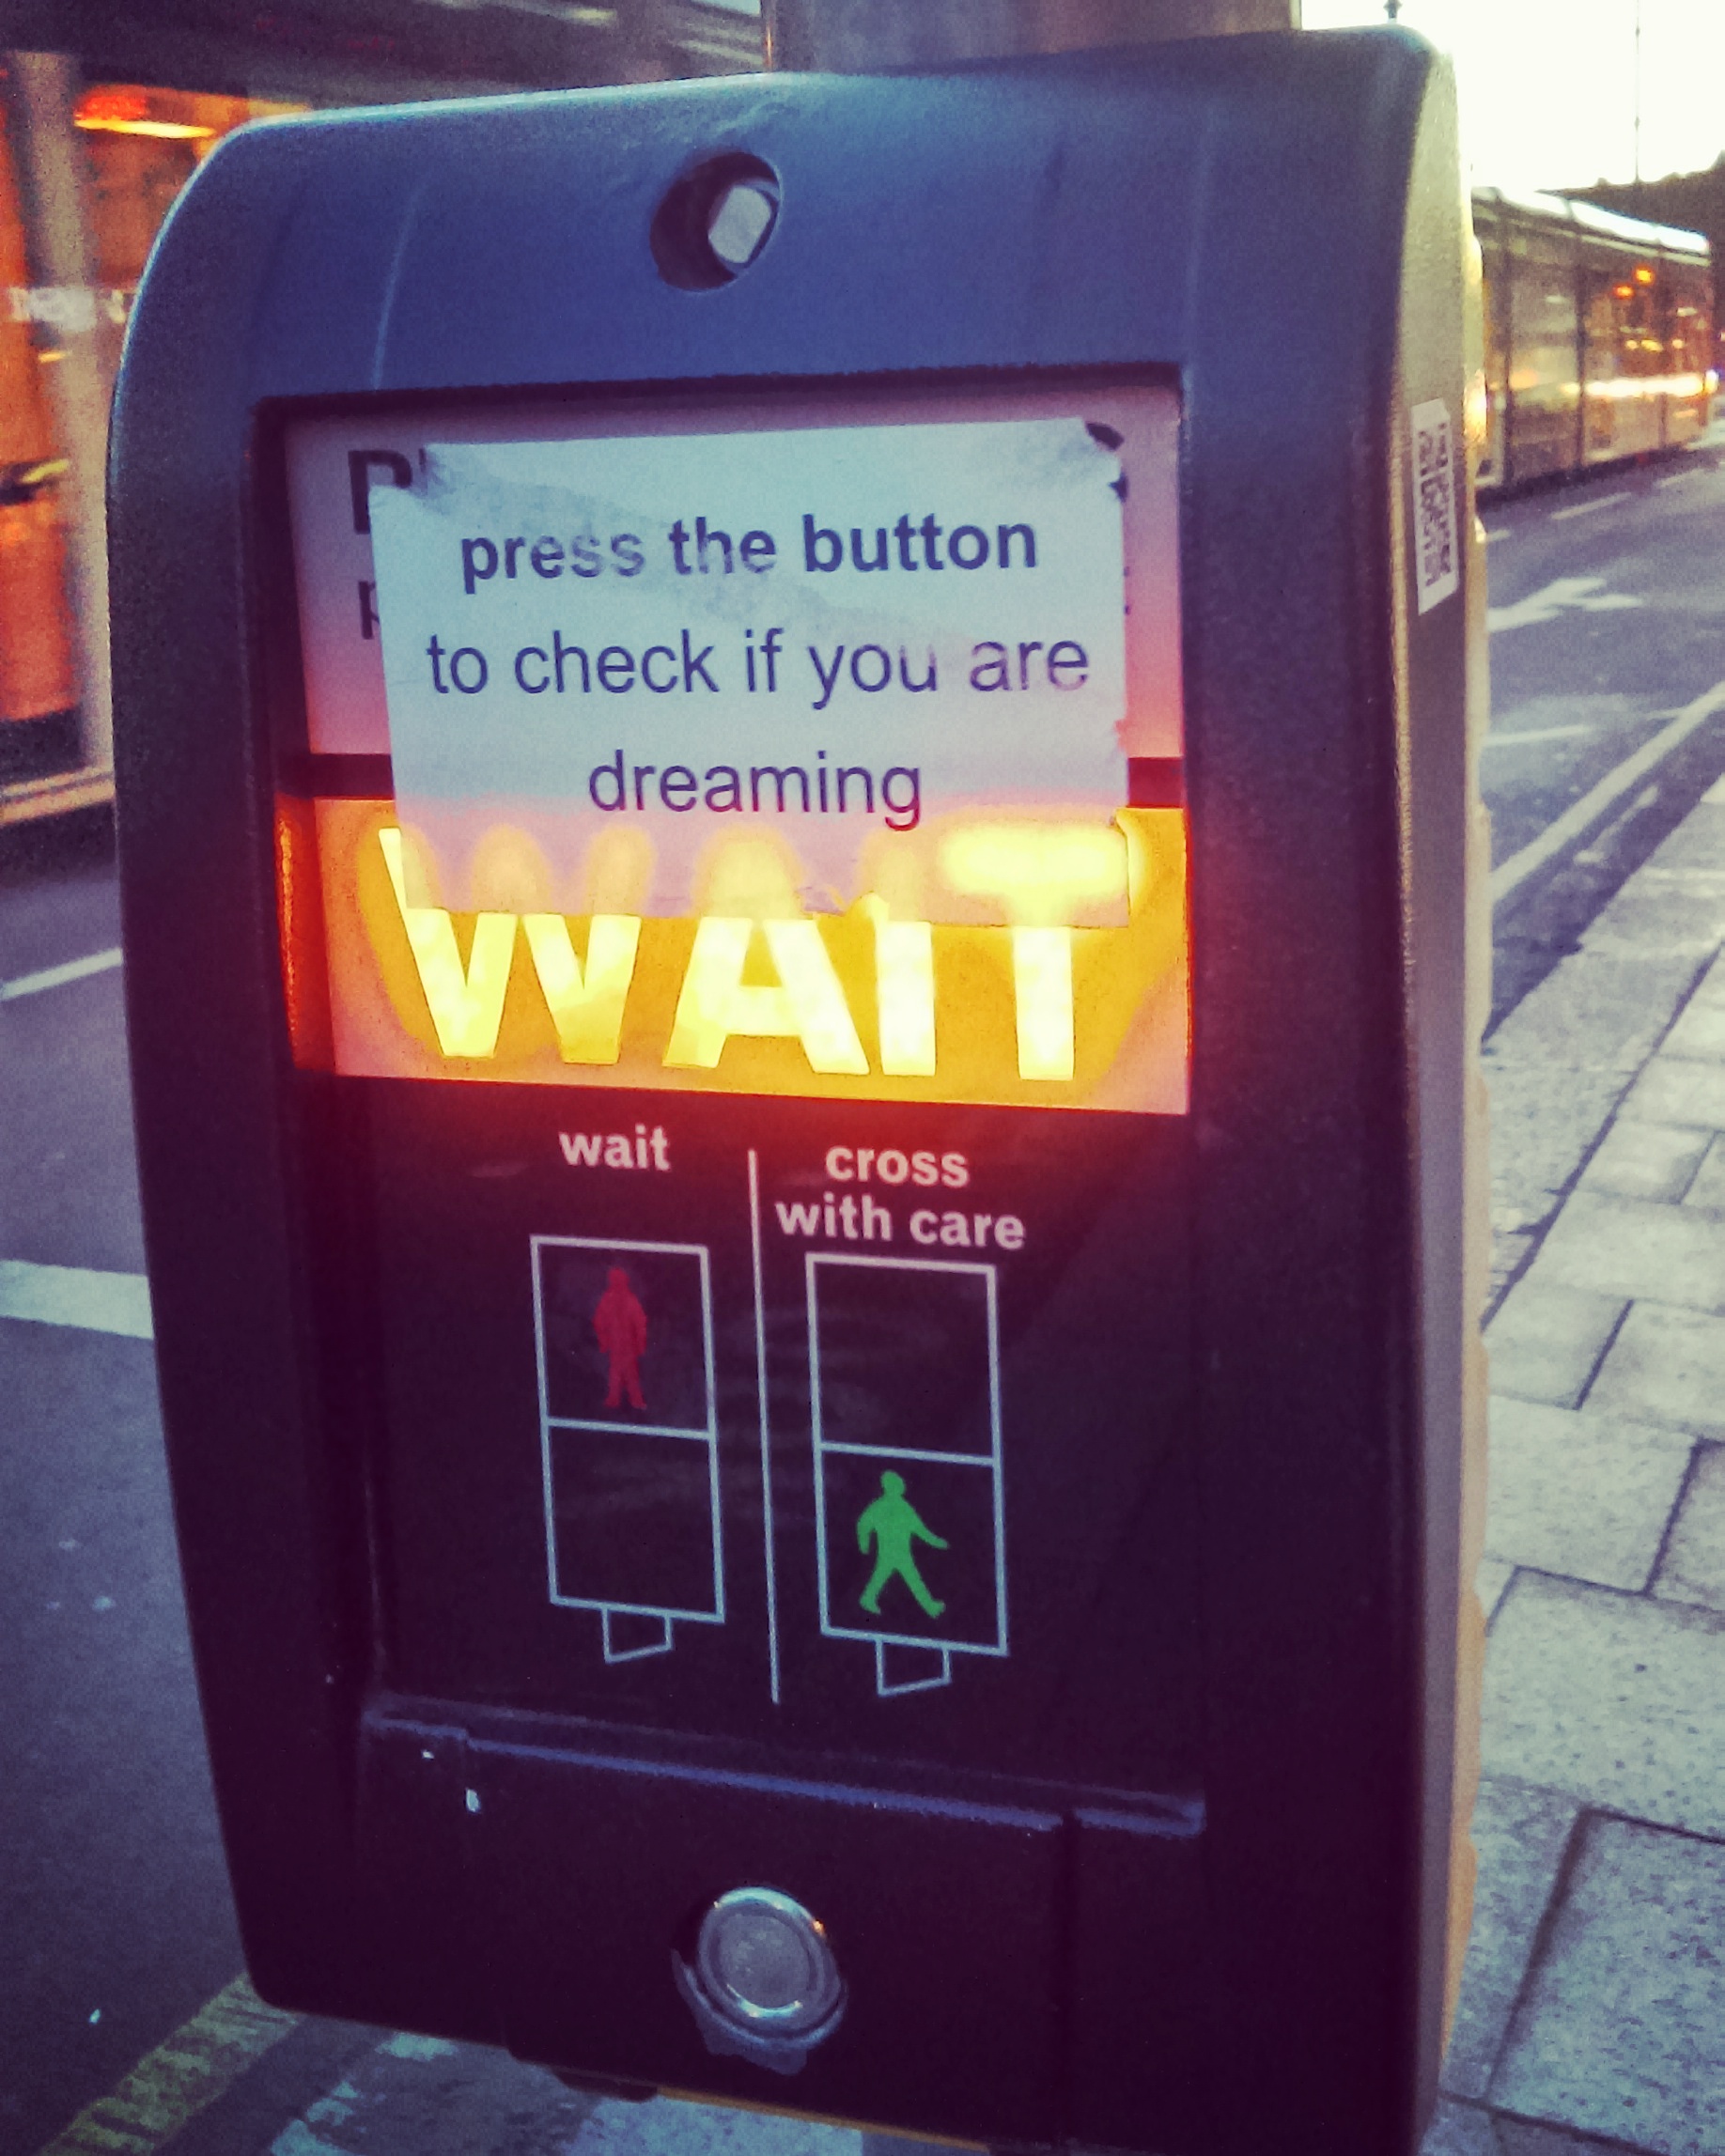 press the button
to check if you are
dreaming
WAIT
wait
cross
with care